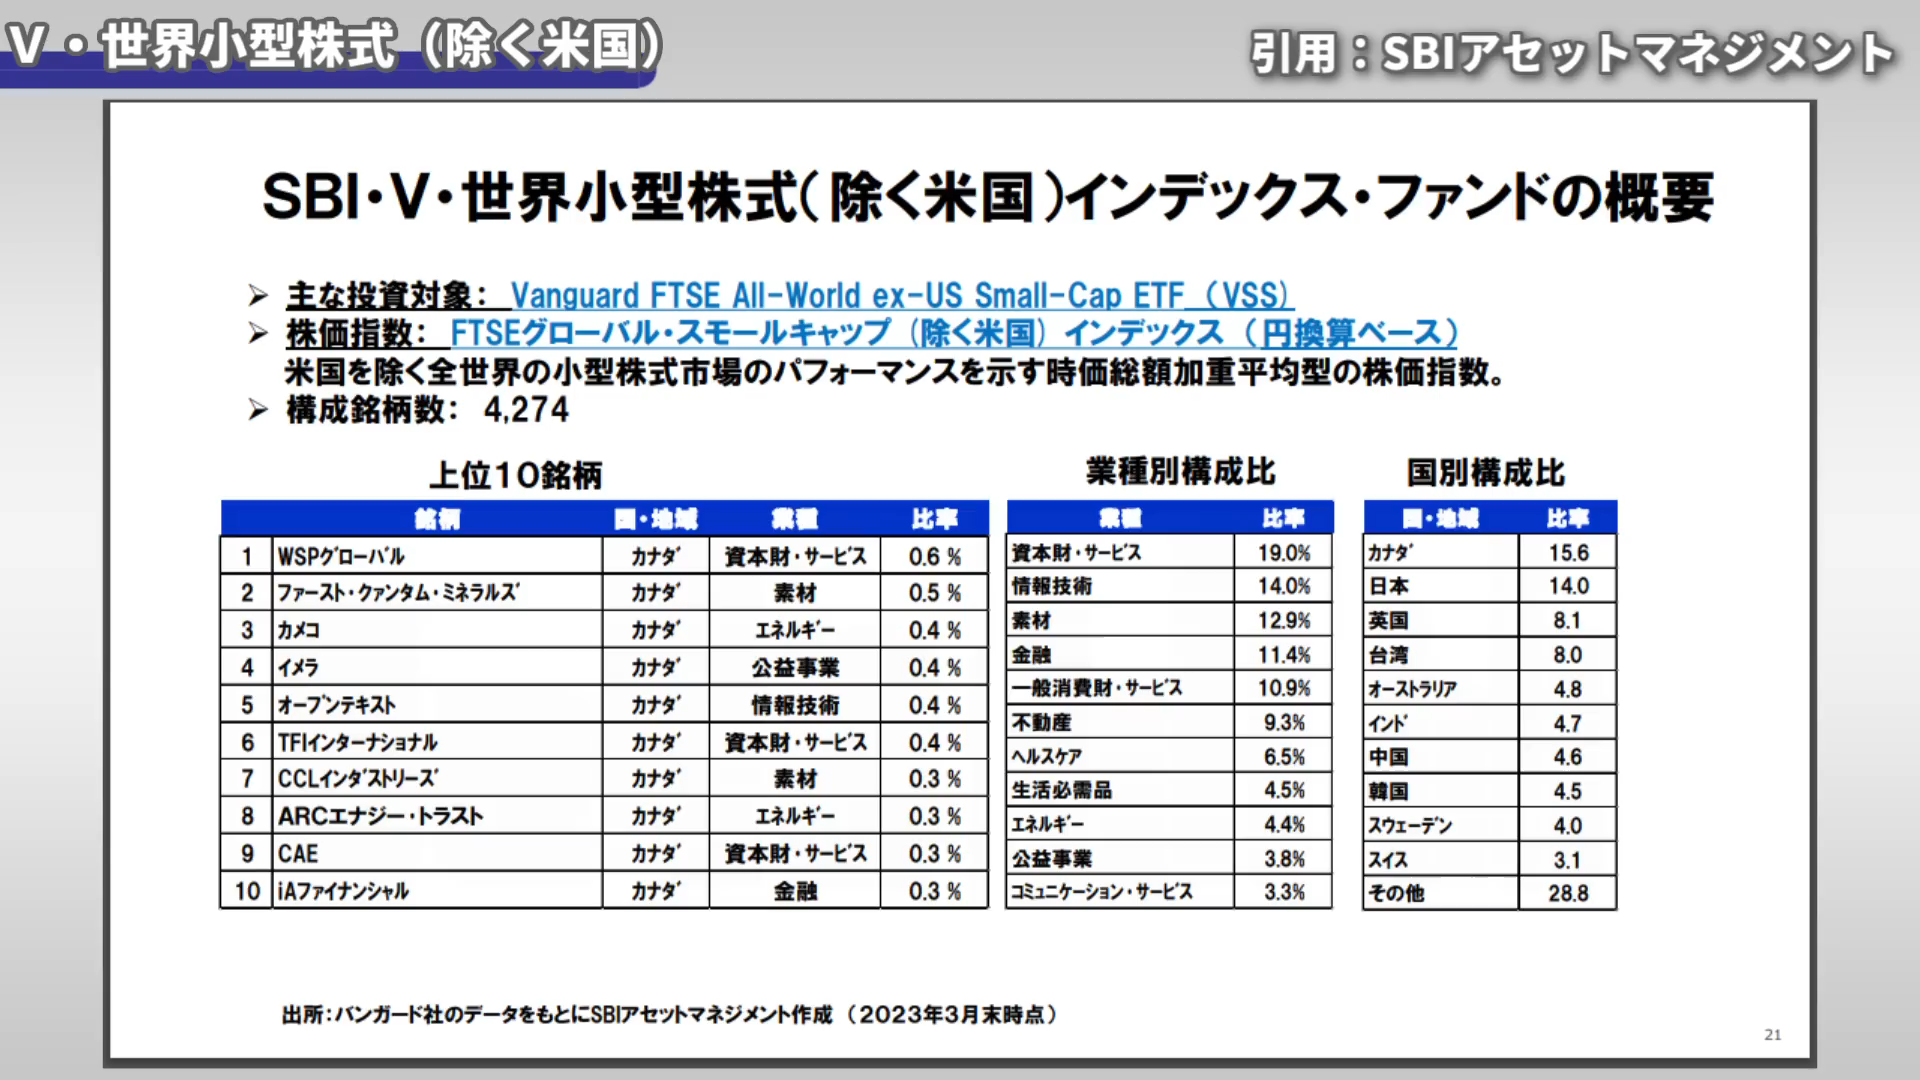 V・世界小型株式（除く米国）
引用：SBIアセットマネジメント
SBI・V・世界小型株式（除く米国）インデックス・ファンドの概要
➢ 主な投資対象： Vanguard FTSE All-World ex-US Small-Cap ETF（VSS）
➢ 株価指数： FTSEグローバル・スモールキャップ（除く米国）インデックス（円換算ベース）
米国を除く全世界の小型株式市場のパフォーマンスを示す時価総額加重平均型の株価指数。
➢ 構成銘柄数： 4,274
上位10銘柄
銘柄 国・地域 業種 比率
1 WSPグローバル カナダ 資本財・サービス 0.6 %
2 ファースト・クァンタム・ミネラルズ カナダ 素材 0.5 %
3 カメコ カナダ エネルギー 0.4 %
4 イメラ カナダ 公益事業 0.4 %
5 オープンテキスト カナダ 情報技術 0.4 %
6 TFIインターナショナル カナダ 資本財・サービス 0.4 %
7 CCLインダストリーズ カナダ 素材 0.3 %
8 ARCエナジー・トラスト カナダ エネルギー 0.3 %
9 CAE カナダ 資本財・サービス 0.3 %
10 iAファイナンシャル カナダ 金融 0.3 %
業種別構成比
業種 比率
資本財・サービス 19.0%
情報技術 14.0%
素材 12.9%
金融 11.4%
一般消費財・サービス 10.9%
不動産 9.3%
ヘルスケア 6.5%
生活必需品 4.5%
エネルギー 4.4%
公益事業 3.8%
コミュニケーション・サービス 3.3%
国別構成比
国・地域 比率
カナダ 15.6
日本 14.0
英国 8.1
台湾 8.0
オーストラリア 4.8
インド 4.7
中国 4.6
韓国 4.5
スウェーデン 4.0
スイス 3.1
その他 28.8
出所：バンガード社のデータをもとにSBIアセットマネジメント作成（2023年3月末時点）
21